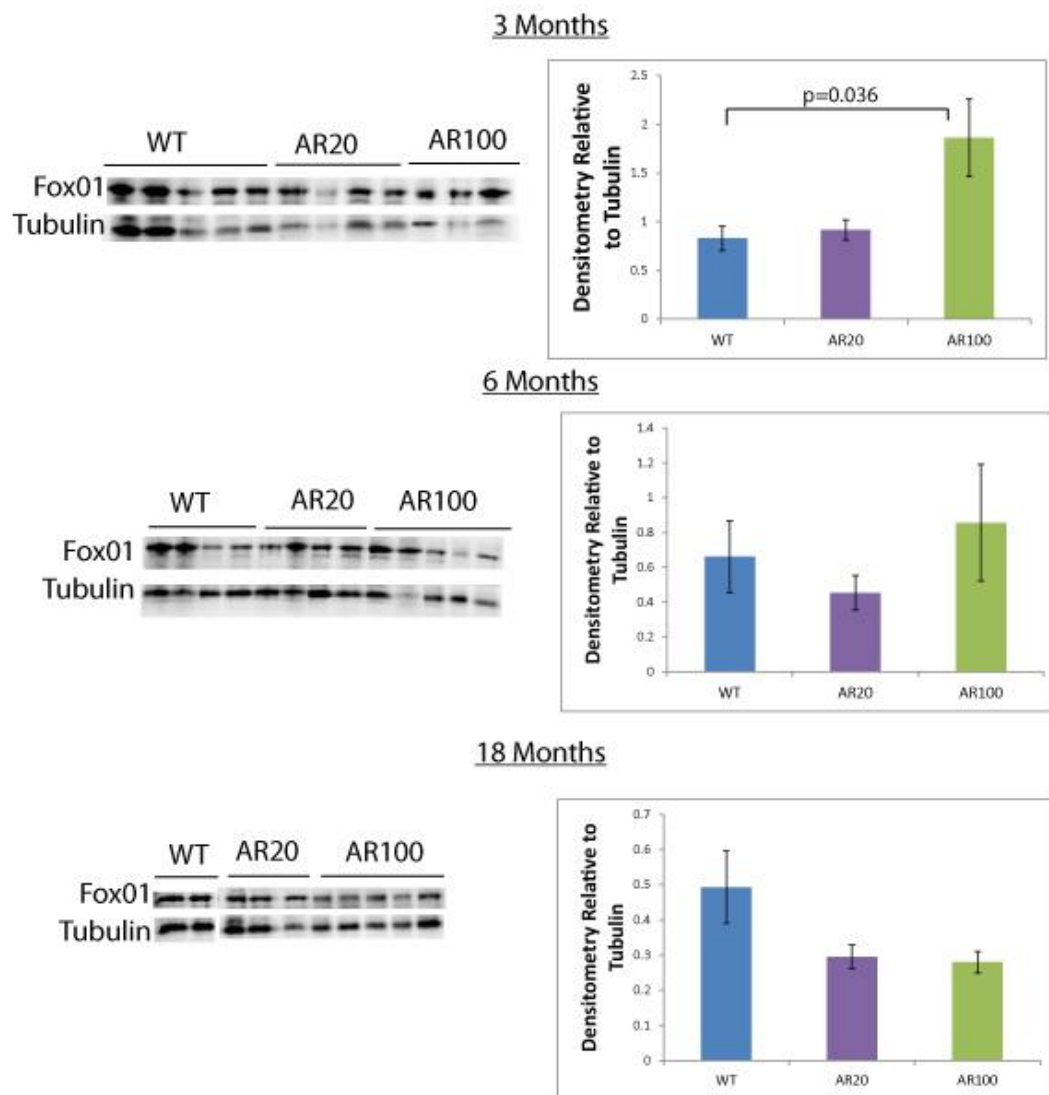 3 Months
WT AR20 AR100
Fox01
Tubulin
Densitometry Relative
to Tubulin
2.5
2
1.5
1
0.5
0
p=0.036
WT AR20 AR100
6 Months
WT AR20 AR100
Fox01
Tubulin
Densitometry Relative to
Tubulin
1.4
1.2
1
0.8
0.6
0.4
0.2
0
WT AR20 AR100
18 Months
WT AR20 AR100
Fox01
Tubulin
Densitometry Relative to
Tubulin
0.7
0.6
0.5
0.4
0.3
0.2
0.1
0
WT AR20 AR100